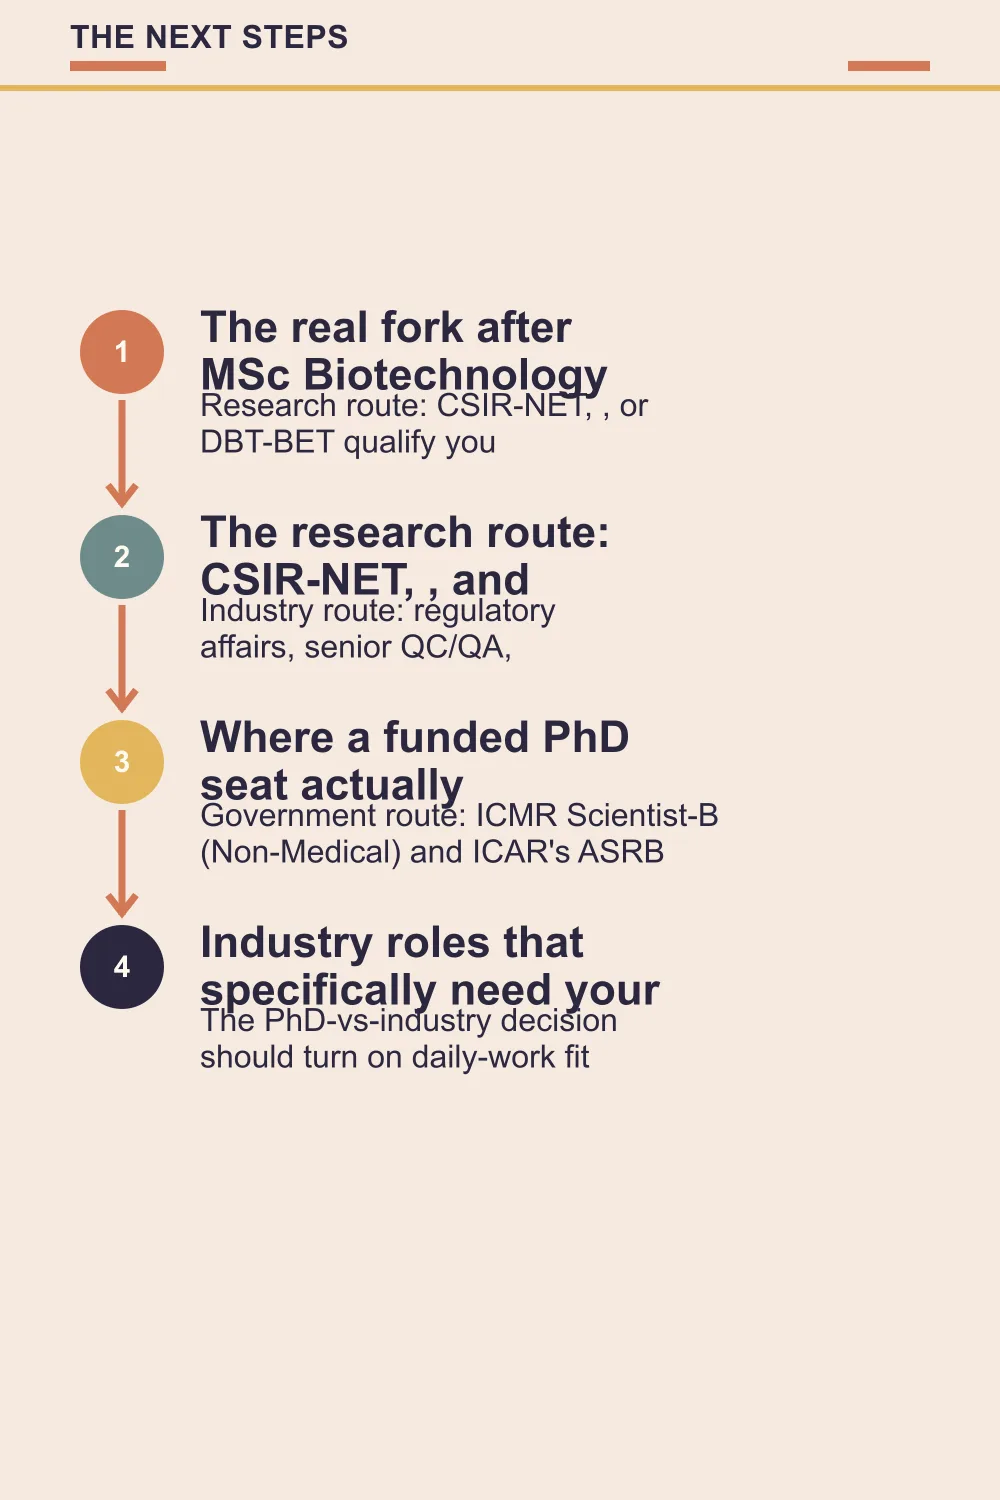 THE NEXT STEPS
1
The real fork after
MSc Biotechnology
Research route: CSIR-NET, , or
DBT-BET qualify you
2
The research route:
CSIR-NET, , and
Industry route: regulatory
affairs, senior QC/QA,
3
Where a funded PhD
seat actually
Government route: ICMR Scientist-B
(Non-Medical) and ICAR's ASRB
4
Industry roles that
specifically need your
The PhD-vs-industry decision
should turn on daily-work fit